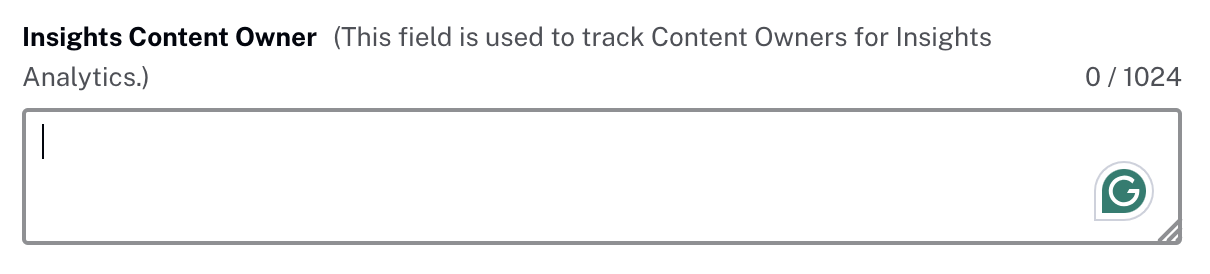 Insights Content Owner (This field is used to track Content Owners for Insights
Analytics.) 0 / 1024
G